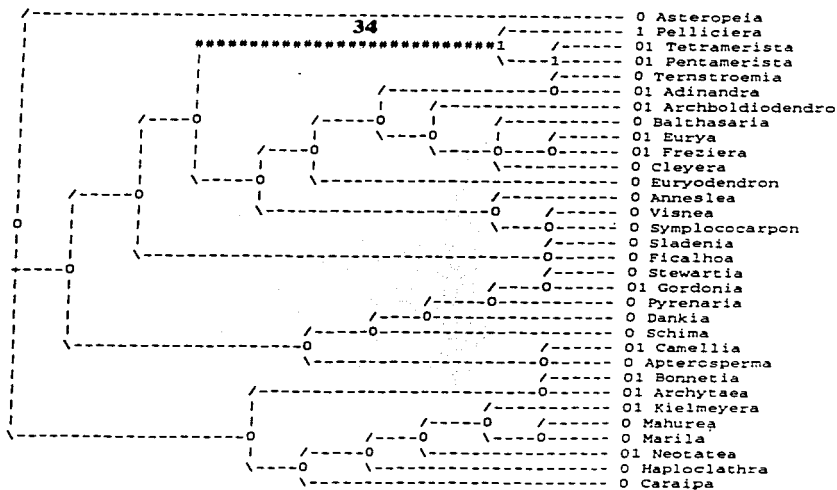 34
0 Asteropeia
1 Pelliciera
01 Tetramerista
01 Pentamerista
0 Ternstroemia
01 Adinandra
01 Archboldiodendro
0 Balthasaria
01 Eurya
01 Freziera
0 Cleyera
0 Euryodendron
0 Anneslea
0 Visnea
0 Symplococarpon
0 Sladenia
0 Ficalhoa
0 Stewartia
01 Gordonia
0 Pyrenaria
0 Dankia
0 Schima
01 Camellia
0 Apterosperma
01 Bonnetia
01 Archytaea
01 Kielmeyera
0 Mahurea
0 Marila
01 Neotatea
0 Haploclathra
0 Caraipa